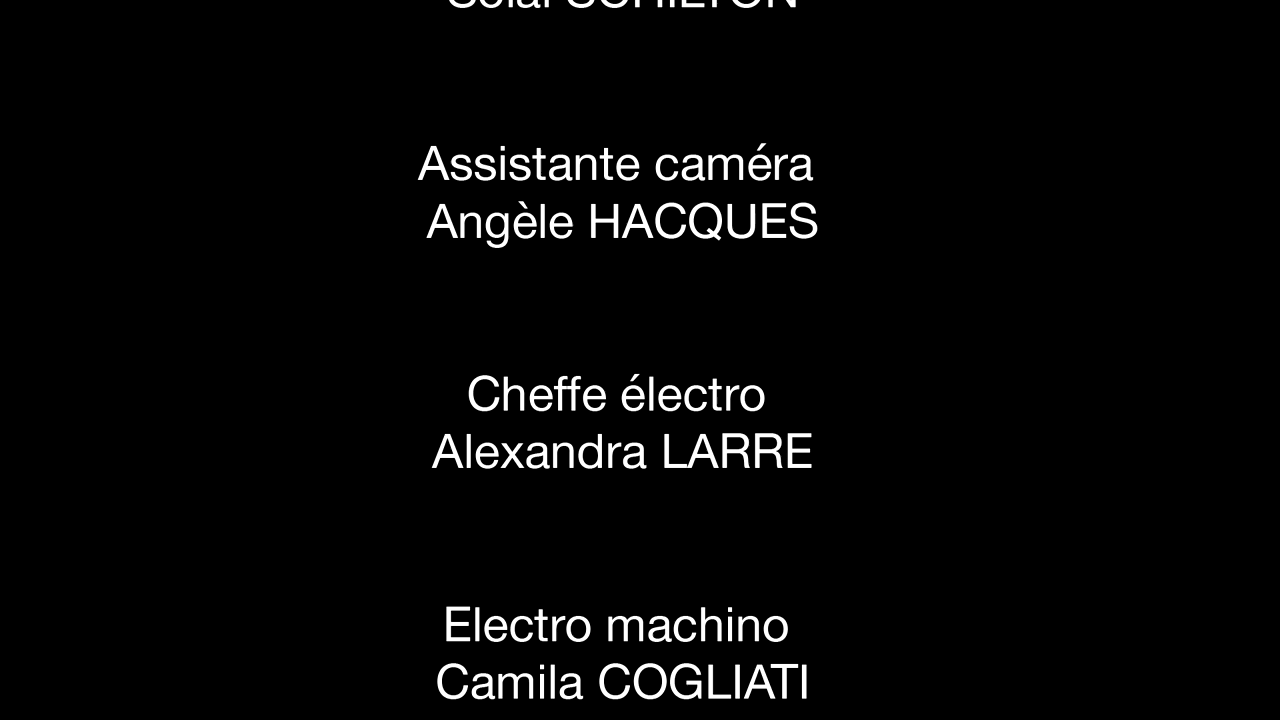 Assistante caméra
Angèle HACQUES
Cheffe électro
Alexandra LARRE
Electro machino
Camila COGLIATI